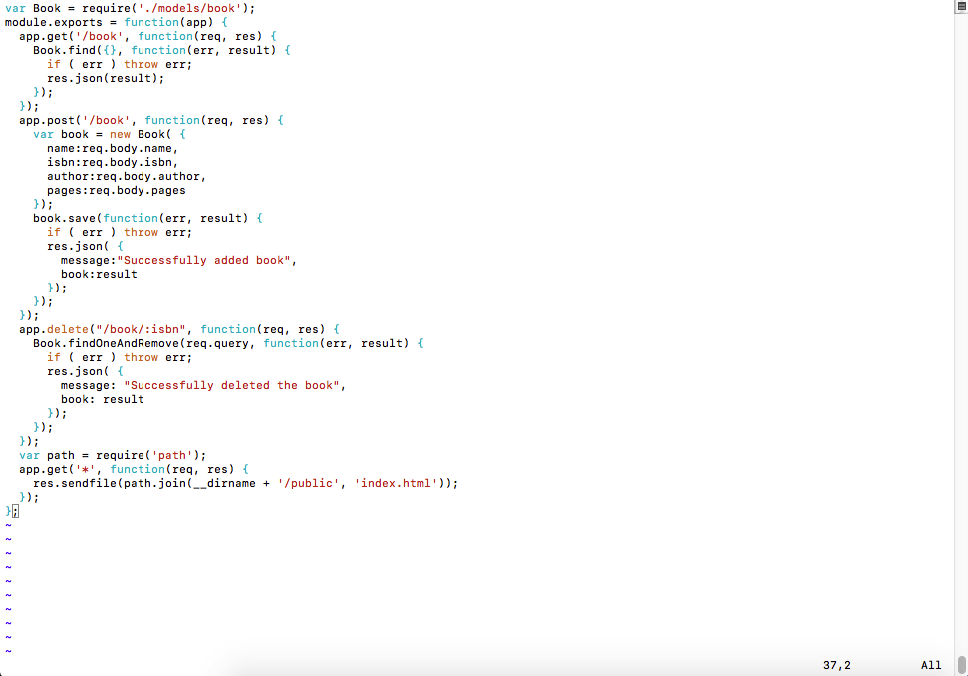 var Book = require('./models/book');
module.exports = function(app) {
  app.get('/book', function(req, res) {
    Book.find({}, function(err, result) {
      if ( err ) throw err;
      res.json(result);
    });
  });
  app.post('/book', function(req, res) {
    var book = new Book( {
      name:req.body.name,
      isbn:req.body.isbn,
      author:req.body.author,
      pages:req.body.pages
    });
    book.save(function(err, result) {
      if ( err ) throw err;
      res.json( {
        message:"Successfully added book",
        book:result
      });
    });
  });
  app.delete("/book/:isbn", function(req, res) {
    Book.findOneAndRemove(req.query, function(err, result) {
      if ( err ) throw err;
      res.json( {
        message: "Successfully deleted the book",
        book: result
      });
    });
  });
  var path = require('path');
  app.get('*', function(req, res) {
    res.sendfile(path.join(__dirname + '/public', 'index.html'));
  });
};
~
~
~
~
~
~
~
~
~
~
37,2 All